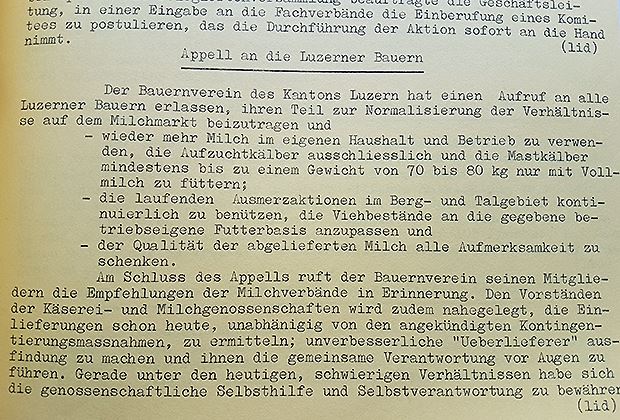 tung, in einer Eingabe an die Fachverbände die Einberufung eines Komi-
tees zu postulieren, das die Durchführung der Aktion sofort an die Hand
nimmt. (lid)
Appell an die Luzerner Bauern
Der Bauernverein des Kantons Luzern hat einen Aufruf an alle
Luzerner Bauern erlassen, ihren Teil zur Normalisierung der Verhältnis-
se auf dem Milchmarkt beizutragen und
- wieder mehr Milch im eigenen Haushalt und Betrieb zu verwen-
den, die Aufzuchtkälber ausschliesslich und die Mastkälber
mindestens bis zu einem Gewicht von 70 bis 80 kg nur mit Voll-
milch zu füttern;
- die laufenden Ausmerzaktionen im Berg- und Talgebiet konti-
nuierlich zu benützen, die Viehbestände an die gegebene be-
triebseigene Futterbasis anzupassen und
- der Qualität der abgelieferten Milch alle Aufmerksamkeit zu
schenken.
Am Schluss des Appells ruft der Bauernverein seinen Mitglie-
dern die Empfehlungen der Milchverbände in Erinnerung. Den Vorständen
der Käserei- und Milchgenossenschaften wird zudem nahegelegt, die Ein-
lieferungen schon heute, unabhänigig von den angekündigten Kontingen-
tierungsmassnahmen, zu ermitteln; unverbesserliche "Ueberlieferer" aus-
findung zu machen und ihnen die gemeinsame Verantwortung vor Augen zu
führen. Gerade unter den heutigen, schwierigen Verhältnissen habe sich
die genossenschaftliche Selbsthilfe und Selbstverantwortung zu bewähren
(lid)